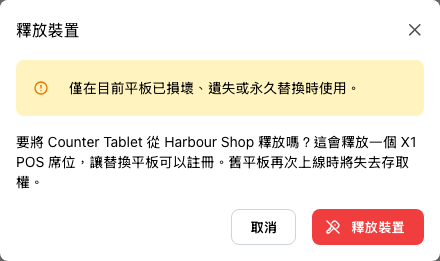 釋放裝置
僅在目前平板已損壞、遺失或永久替換時使用。
要將 Counter Tablet 從 Harbour Shop 釋放嗎？這會釋放一個 X1
POS 席位，讓替換平板可以註冊。舊平板再次上線時將失去存取
權。
取消
釋放裝置